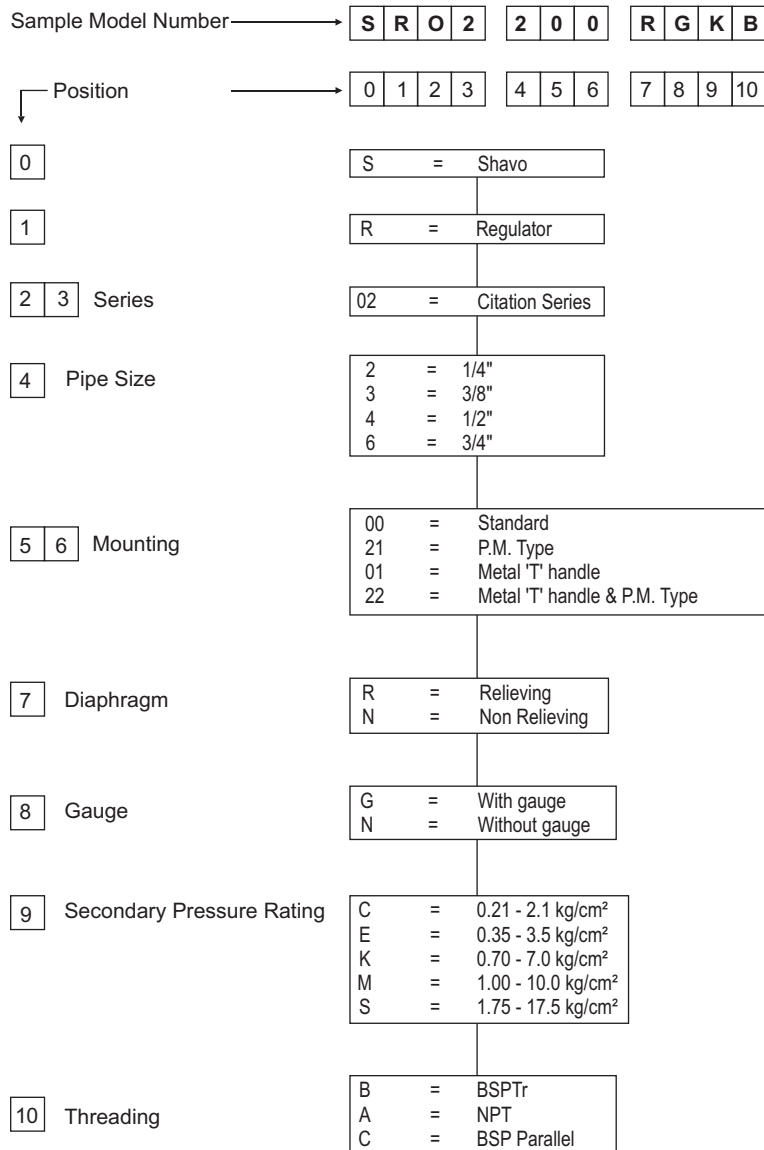 Sample Model Number S R O 2 2 0 0 R G K B
Position 0 1 2 3 4 5 6 7 8 9 10
0 S = Shavo
1 R = Regulator
2 3 Series 02 = Citation Series
4 Pipe Size
2 = 1/4"
3 = 3/8"
4 = 1/2"
6 = 3/4"
5 6 Mounting
00 = Standard
21 = P.M. Type
01 = Metal 'T' handle
22 = Metal 'T' handle & P.M. Type
7 Diaphragm
R = Relieving
N = Non Relieving
8 Gauge
G = With gauge
N = Without gauge
9 Secondary Pressure Rating
C = 0.21 - 2.1 kg/cm²
E = 0.35 - 3.5 kg/cm²
K = 0.70 - 7.0 kg/cm²
M = 1.00 - 10.0 kg/cm²
S = 1.75 - 17.5 kg/cm²
10 Threading
B = BSPTr
A = NPT
C = BSP Parallel